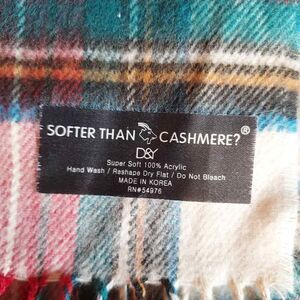 SOFTER THAN CASHMERE?®
D&Y
Super Soft 100% Acrylic
Hand Wash / Reshape Dry Flat / Do Not Bleach
MADE IN KOREA
RN#54976